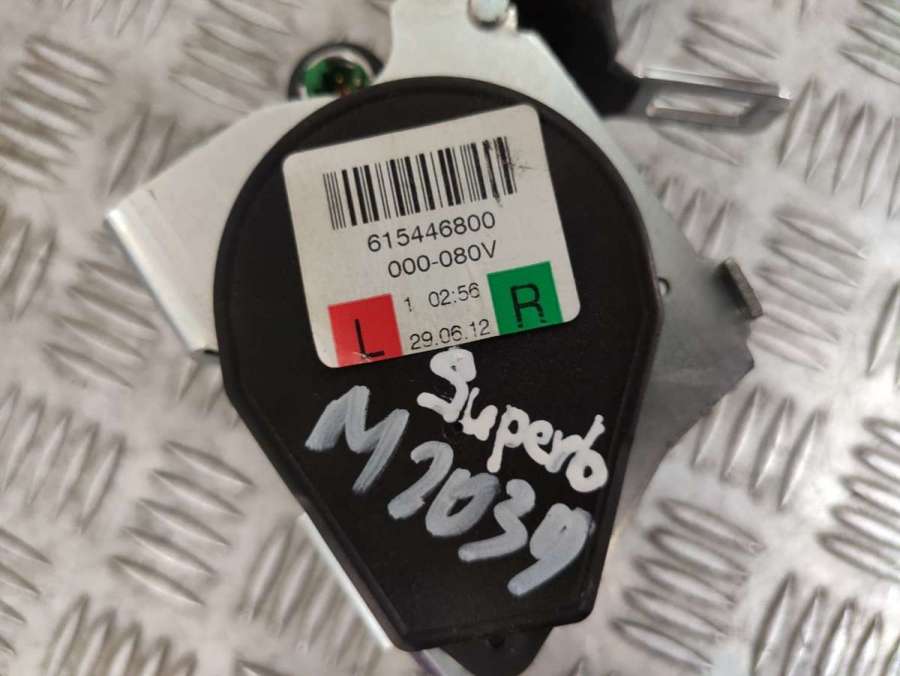 615446800
000-080V
1 02:56
L 29.06.12 R
Superb
M2039